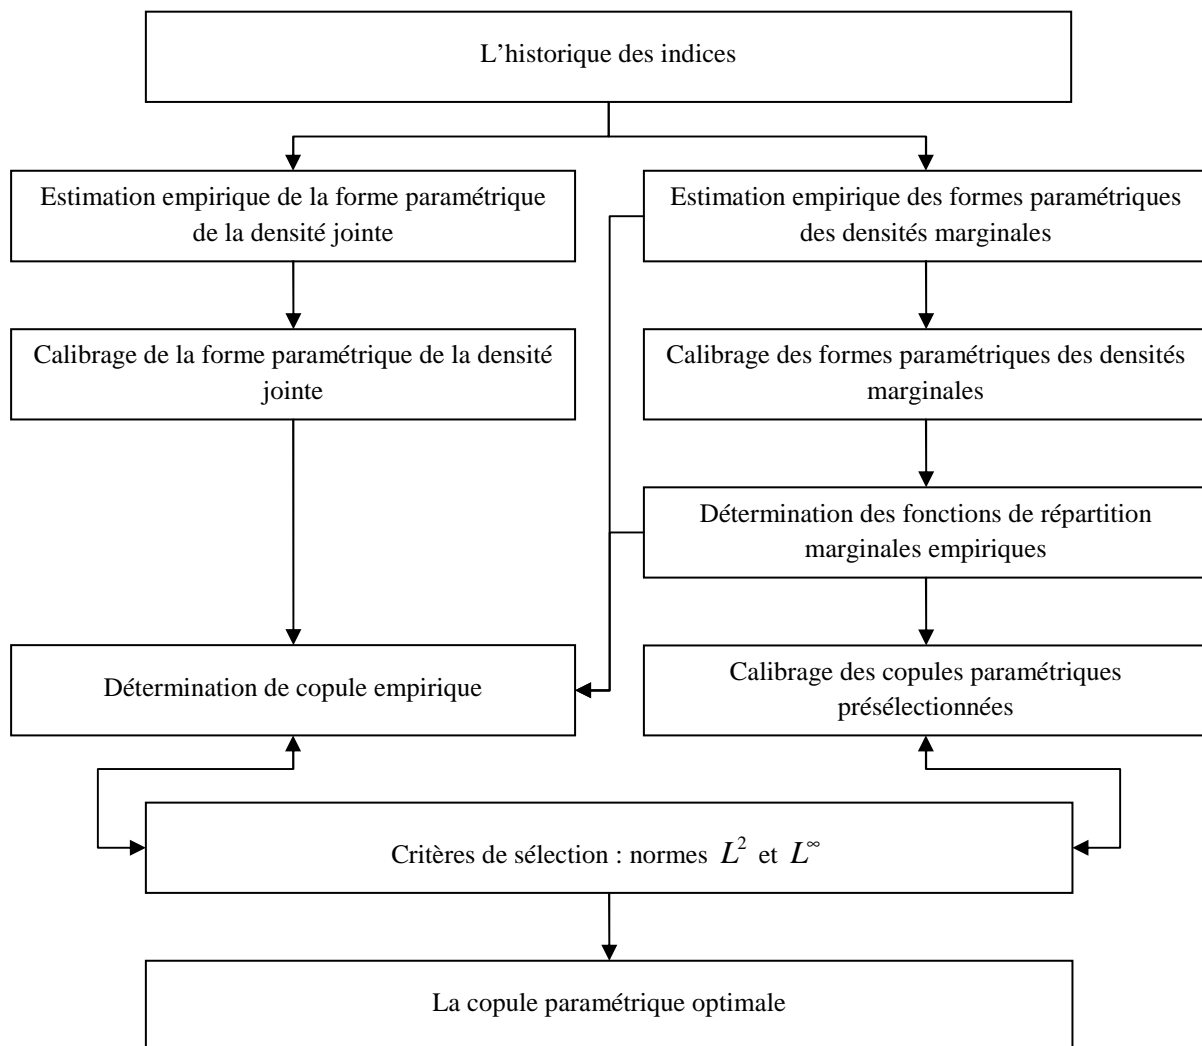 L’historique des indices
Estimation empirique de la forme paramétrique
de la densité jointe
Estimation empirique des formes paramétriques
des densités marginales
Calibrage de la forme paramétrique de la densité
jointe
Calibrage des formes paramétriques des densités
marginales
Détermination des fonctions de répartition
marginales empiriques
Détermination de copule empirique
Calibrage des copules paramétriques
présélectionnées
Critères de sélection : normes L² et L^∞
La copule paramétrique optimale